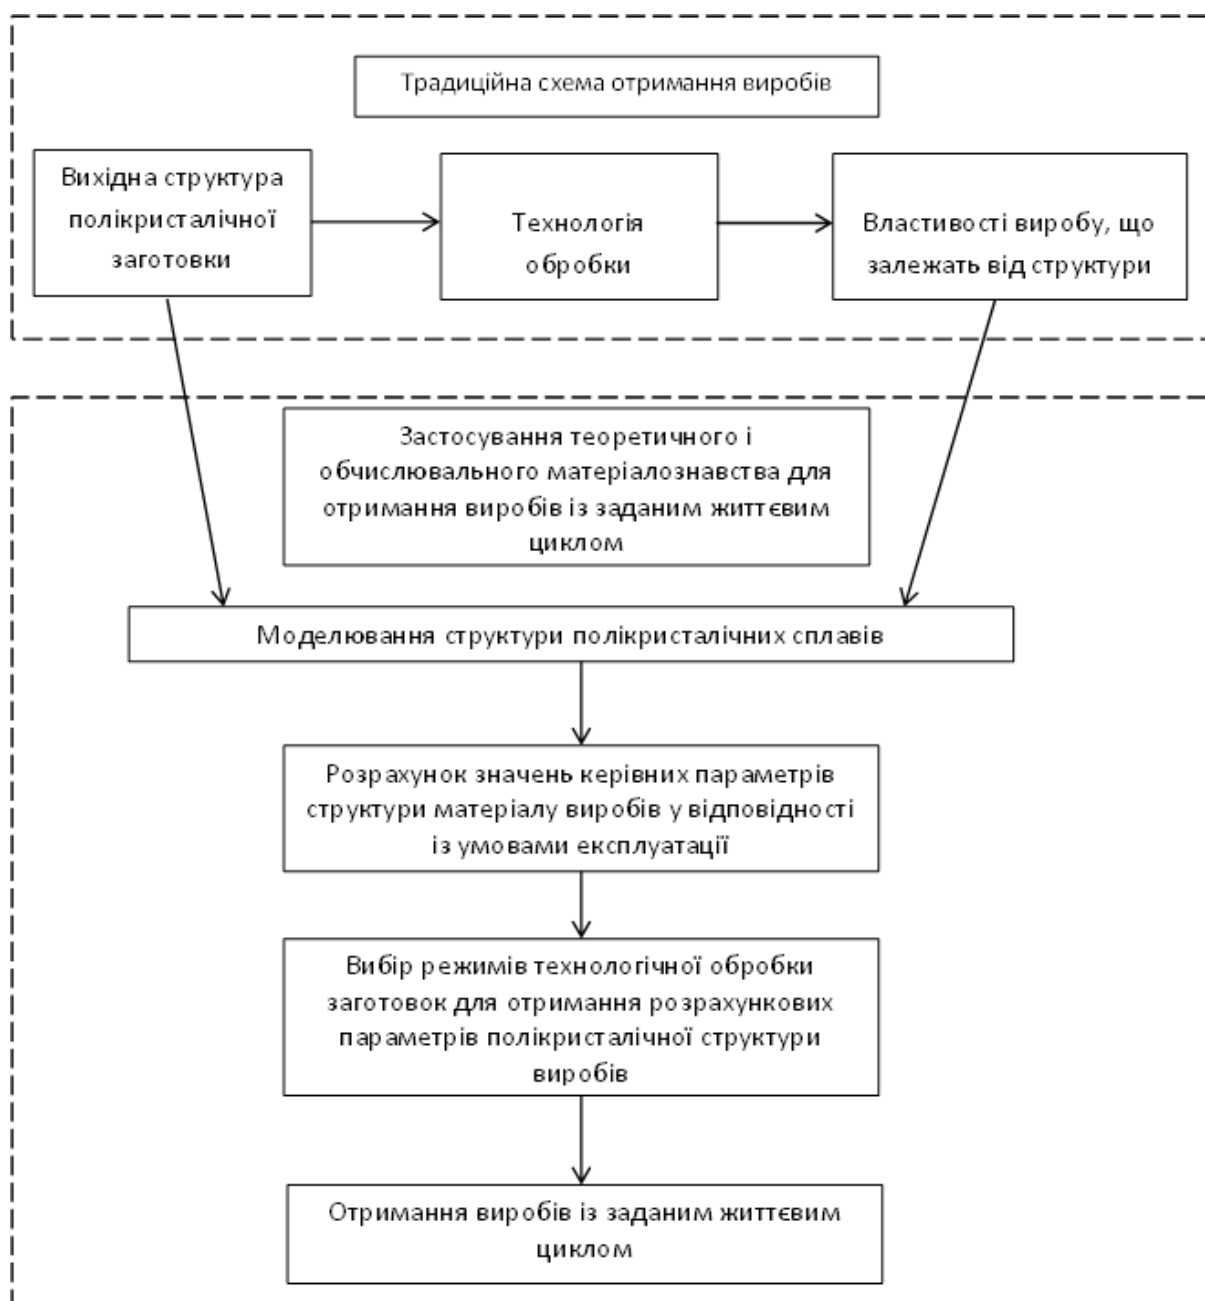 Традиційна схема отримання виробів
Вихідна структура
полікристалічної
заготовки
Технологія
обробки
Властивості виробу, що
залежать від структури
Застосування теоретичного і
обчислювального матеріалознавства для
отримання виробів із заданим життєвим
циклом
Моделювання структури полікристалічних сплавів
Розрахунок значень керівних параметрів
структури матеріалу виробів у відповідності
із умовами експлуатації
Вибір режимів технологічної обробки
заготовок для отримання розрахункових
параметрів полікристалічної структури
виробів
Отримання виробів із заданим життєвим
циклом